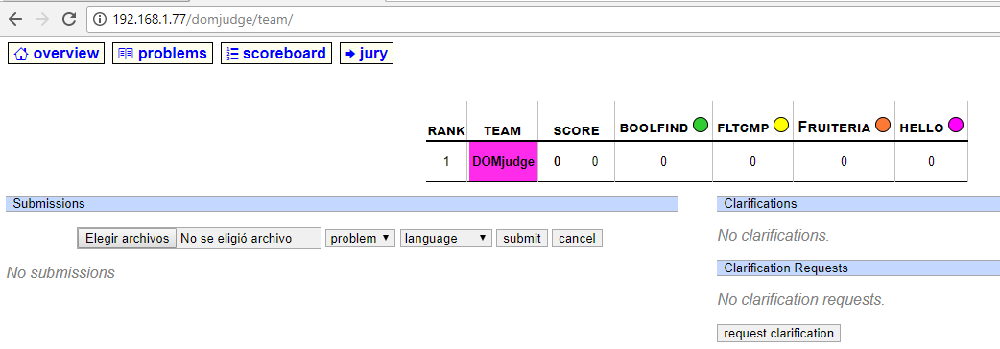 192.168.1.77/domjudge/team/
overview problems scoreboard jury
RANK TEAM SCORE BOOLFIND FLTCMP FRUITERIA HELLO
1 DOMjudge 0 0 0 0 0 0
Submissions
Elegir archivos No se eligió archivo problem language submit cancel
No submissions
Clarifications
No clarifications.
Clarification Requests
No clarification requests.
request clarification